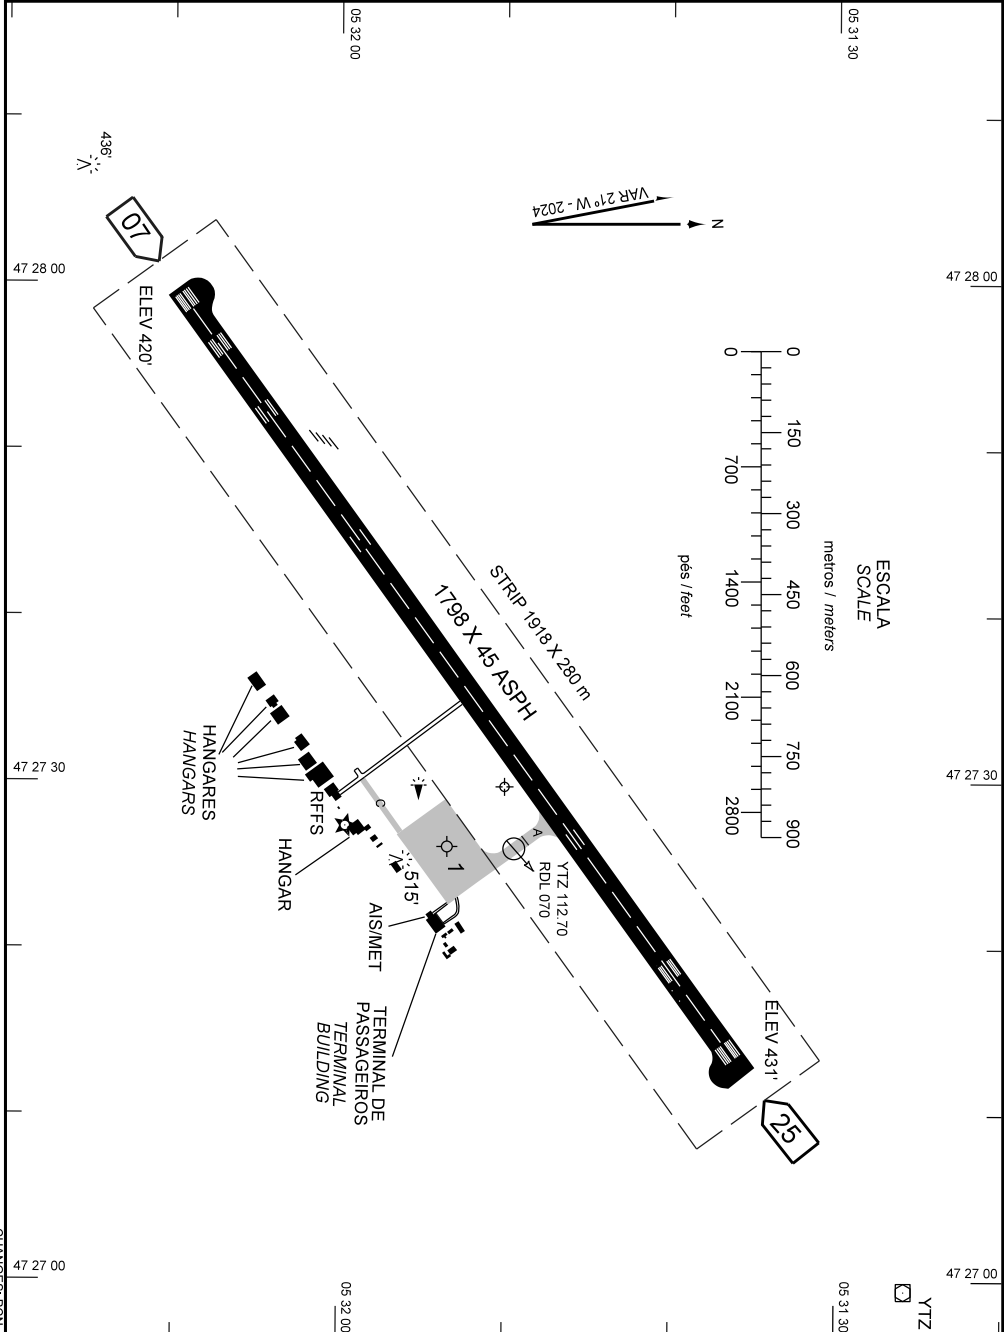 05 32 00
05 31 30
436'
07
VAR 21° W - 2024
N
47 28 00
47 28 00
ELEV 420'
ESCALA
SCALE
metros / meters
0 150 300 450 600 750 900
0 700 1400 2100 2800
pés / feet
STRIP 1918 X 280 m
1798 X 45 ASPH
47 27 30
47 27 30
HANGARES
HANGARS
RFFS
HANGAR
C
A
1
515'
YTZ 112.70
RDL 070
AIS/MET
TERMINAL DE
PASSAGEIROS
TERMINAL
BUILDING
ELEV 431'
25
47 27 00
47 27 00
05 32 00
05 31 30
YTZ